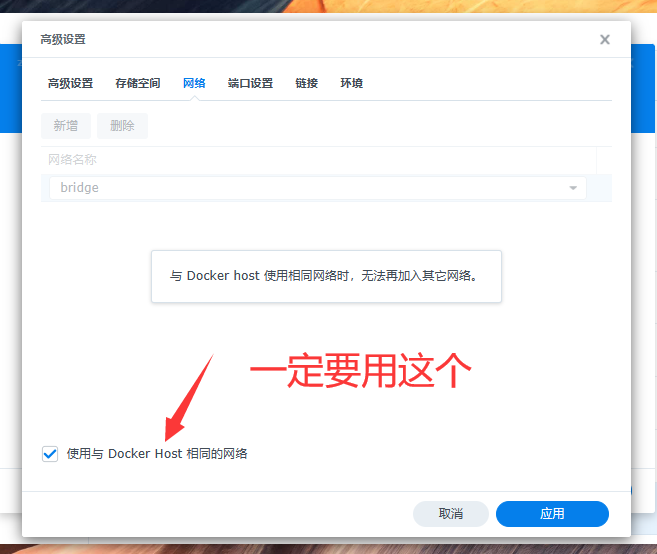 高级设置
高级设置 存储空间 网络 端口设置 链接 环境
新增 删除
网络名称
bridge
与 Docker host 使用相同网络时，无法再加入其它网络。
一定要用这个
使用与 Docker Host 相同的网络
取消 应用